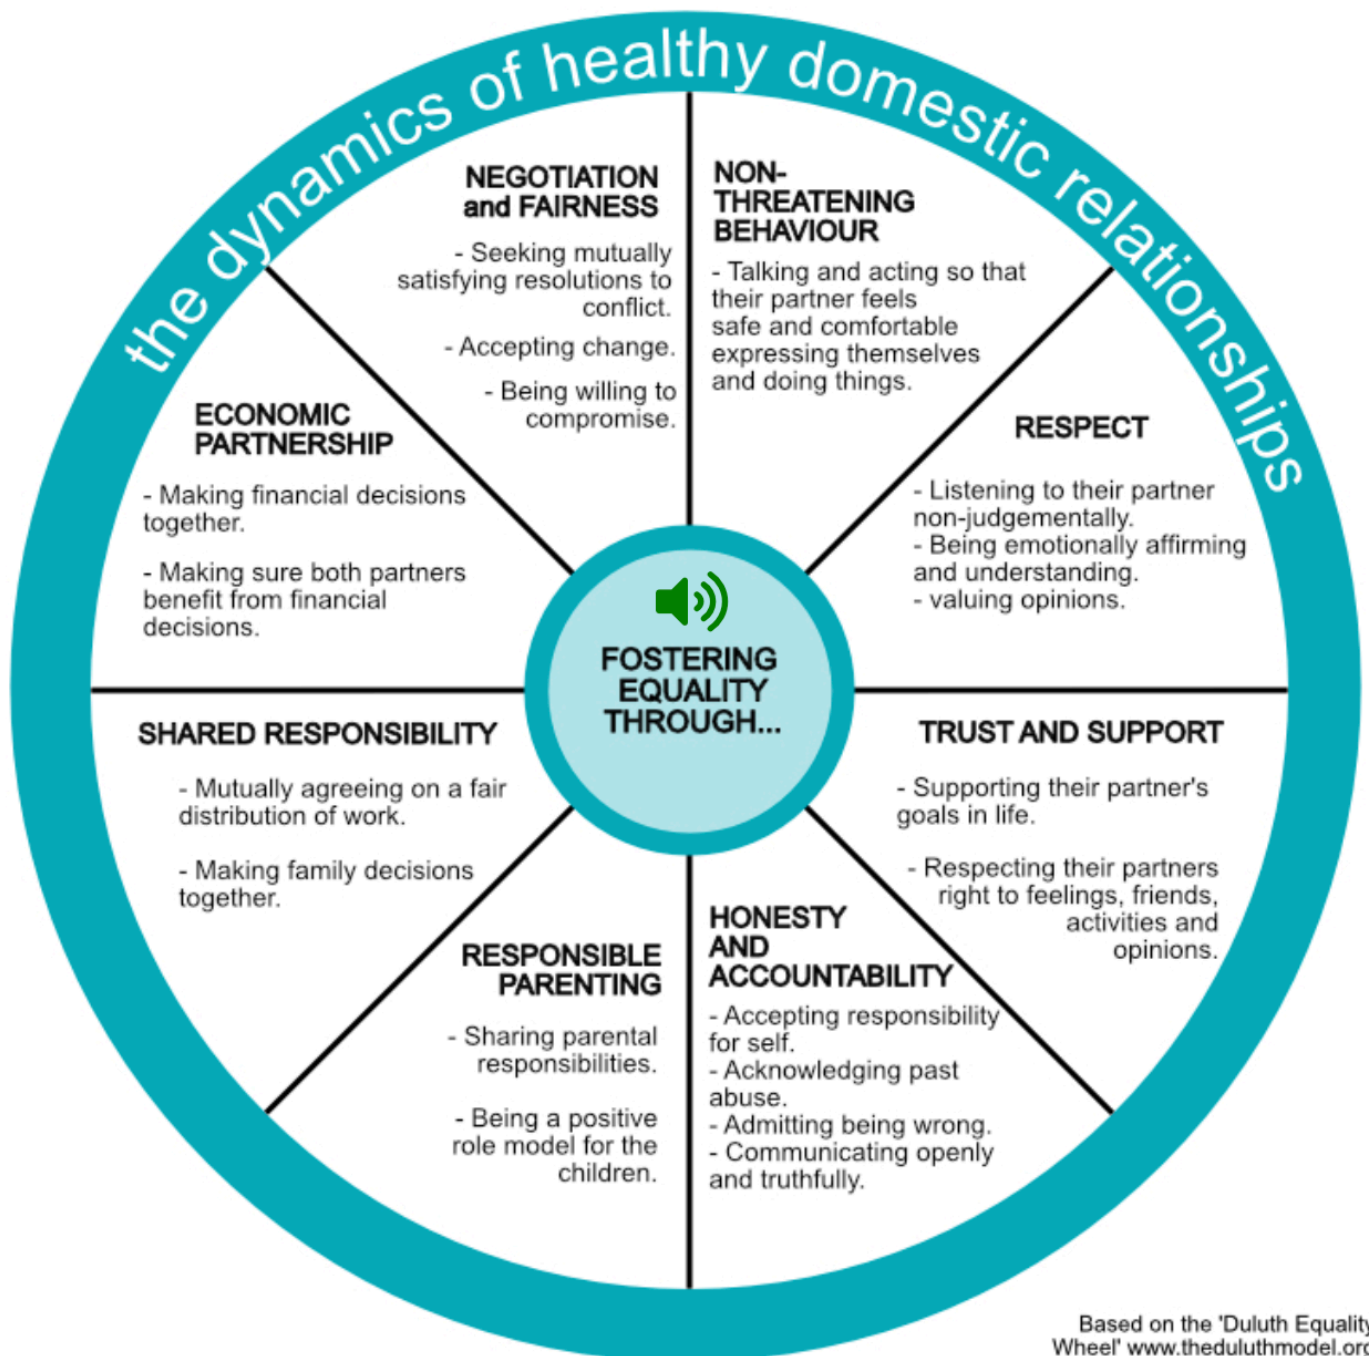 the dynamics of healthy domestic relationships
NEGOTIATION
and FAIRNESS
- Seeking mutually
satisfying resolutions to
conflict.
- Accepting change.
- Being willing to
compromise.
NON-
THREATENING
BEHAVIOUR
- Talking and acting so that
their partner feels
safe and comfortable
expressing themselves
and doing things.
RESPECT
- Listening to their partner
non-judgementally.
- Being emotionally affirming
and understanding.
- valuing opinions.
TRUST AND SUPPORT
- Supporting their partner's
goals in life.
- Respecting their partners
right to feelings, friends,
activities and
opinions.
HONESTY
AND
ACCOUNTABILITY
- Accepting responsibility
for self.
- Acknowledging past
abuse.
- Admitting being wrong.
- Communicating openly
and truthfully.
RESPONSIBLE
PARENTING
- Sharing parental
responsibilities.
- Being a positive
role model for the
children.
SHARED RESPONSIBILITY
- Mutually agreeing on a fair
distribution of work.
- Making family decisions
together.
ECONOMIC
PARTNERSHIP
- Making financial decisions
together.
- Making sure both partners
benefit from financial
decisions.
FOSTERING
EQUALITY
THROUGH...
Based on the 'Duluth Equality
Wheel' www.theduluthmodel.org